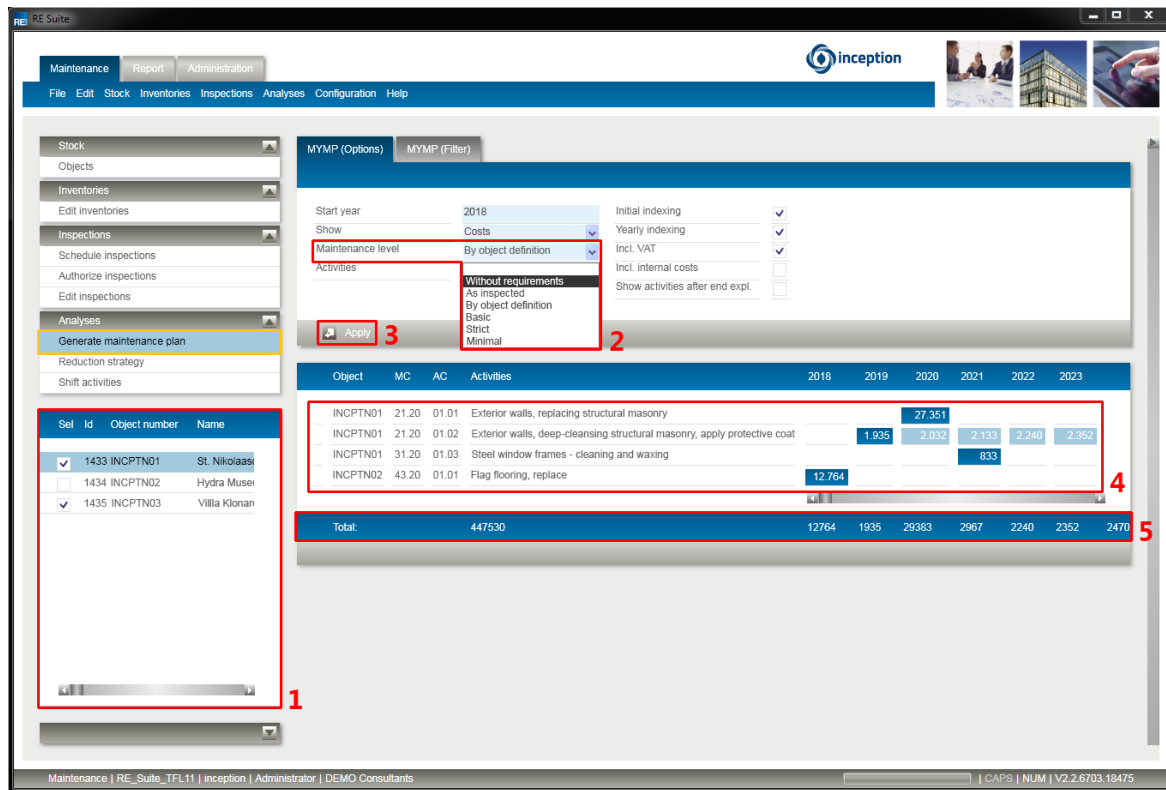 RE Suite
inception
Maintenance Report Administration
File Edit Stock Inventories Inspections Analyses Configuration Help
Stock
Objects
Inventories
Edit inventories
Inspections
Schedule inspections
Authorize inspections
Edit inspections
Analyses
Generate maintenance plan
Reduction strategy
Shift activities
Sel Id Object number Name
1433 INCPTN01 St. Nikolaas
1434 INCPTN02 Hydra Muse
1435 INCPTN03 Villla Klonar
1
MYMP (Options) MYMP (Filter)
Start year 2018 Initial indexing
Show Costs Yearly indexing
Maintenance level By object definition Incl. VAT
Activities Incl. internal costs
Without requirements Show activities after end expl.
As inspected
By object definition
Basic
Strict
Minimal
Apply 3 2
Object MC AC Activities 2018 2019 2020 2021 2022 2023
INCPTN01 21.20 01.01 Exterior walls, replacing structural masonry 27.351
INCPTN01 21.20 01.02 Exterior walls, deep-cleansing structural masonry, apply protective coat 1.935 2.032 2.133 2.240 2.352
INCPTN01 31.20 01.03 Steel window frames - cleaning and waxing 833
INCPTN02 43.20 01.01 Flag flooring, replace 12.764
4
Total: 447530 12764 1935 29383 2967 2240 2352 2470
5
Maintenance | RE_Suite_TFL11 | inception | Administrator | DEMO Consultants | CAPS | NUM | V2.2.6703.18475